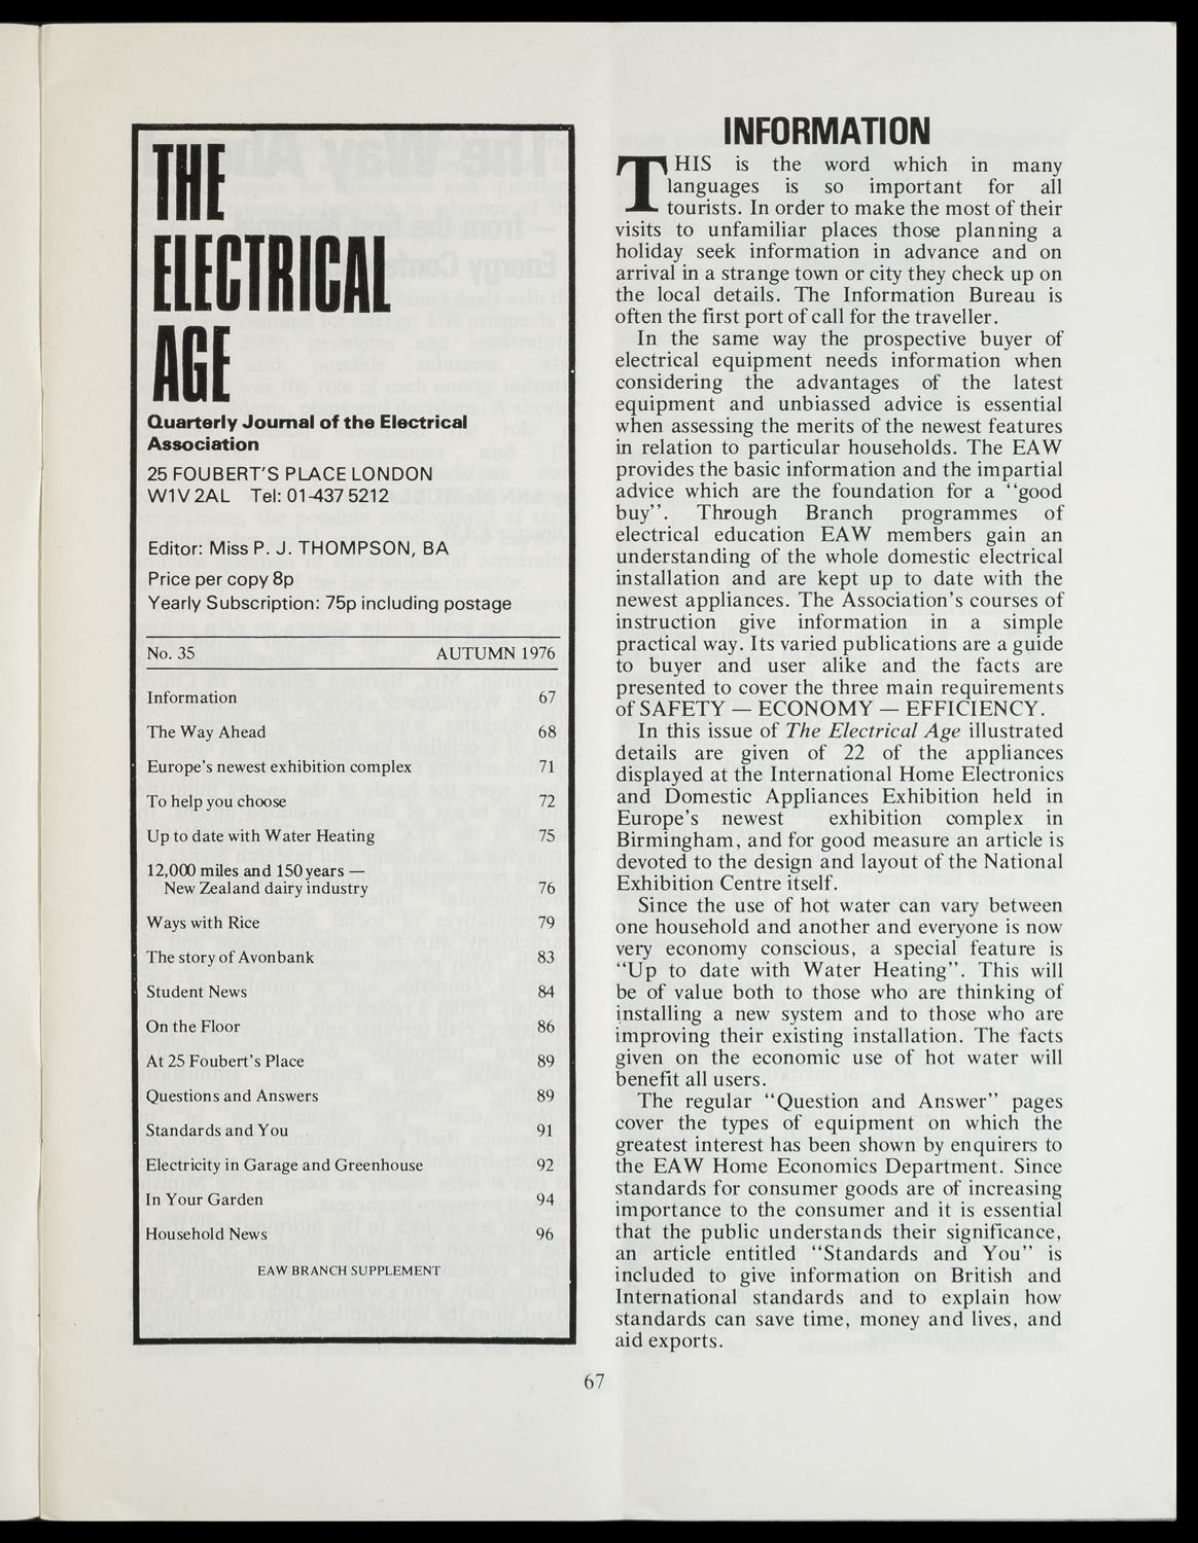 THE
ELECTRICAL
AGE
Quarterly Journal of the Electrical
Association
25 FOUBERT'S PLACE LONDON
W1V 2AL Tel: 01-437 5212
Editor: Miss P. J. THOMPSON, BA
Price per copy 8p
Yearly Subscription: 75p including postage
No. 35 AUTUMN 1976
Information 67
The Way Ahead 68
Europe's newest exhibition complex 71
To help you choose 72
Up to date with Water Heating 75
12,000 miles and 150 years —
New Zealand dairy industry 76
Ways with Rice 79
The story of Avonbank 83
Student News 84
On the Floor 86
At 25 Foubert's Place 89
Questions and Answers 89
Standards and You 91
Electricity in Garage and Greenhouse 92
In Your Garden 94
Household News 96
EAW BRANCH SUPPLEMENT
INFORMATION
THIS is the word which in many
languages is so important for all
tourists. In order to make the most of their
visits to unfamiliar places those planning a
holiday seek information in advance and on
arrival in a strange town or city they check up on
the local details. The Information Bureau is
often the first port of call for the traveller.
In the same way the prospective buyer of
electrical equipment needs information when
considering the advantages of the latest
equipment and unbiassed advice is essential
when assessing the merits of the newest features
in relation to particular households. The EAW
provides the basic information and the impartial
advice which are the foundation for a "good
buy". Through Branch programmes of
electrical education EAW members gain an
understanding of the whole domestic electrical
installation and are kept up to date with the
newest appliances. The Association's courses of
instruction give information in a simple
practical way. Its varied publications are a guide
to buyer and user alike and the facts are
presented to cover the three main requirements
of SAFETY — ECONOMY — EFFICIENCY.
In this issue of The Electrical Age illustrated
details are given of 22 of the appliances
displayed at the International Home Electronics
and Domestic Appliances Exhibition held in
Europe's newest exhibition complex in
Birmingham, and for good measure an article is
devoted to the design and layout of the National
Exhibition Centre itself.
Since the use of hot water can vary between
one household and another and everyone is now
very economy conscious, a special feature is
"Up to date with Water Heating". This will
be of value both to those who are thinking of
installing a new system and to those who are
improving their existing installation. The facts
given on the economic use of hot water will
benefit all users.
The regular "Question and Answer" pages
cover the types of equipment on which the
greatest interest has been shown by enquirers to
the EAW Home Economics Department. Since
standards for consumer goods are of increasing
importance to the consumer and it is essential
that the public understands their significance,
an article entitled "Standards and You" is
included to give information on British and
International standards and to explain how
standards can save time, money and lives, and
aid exports.
67